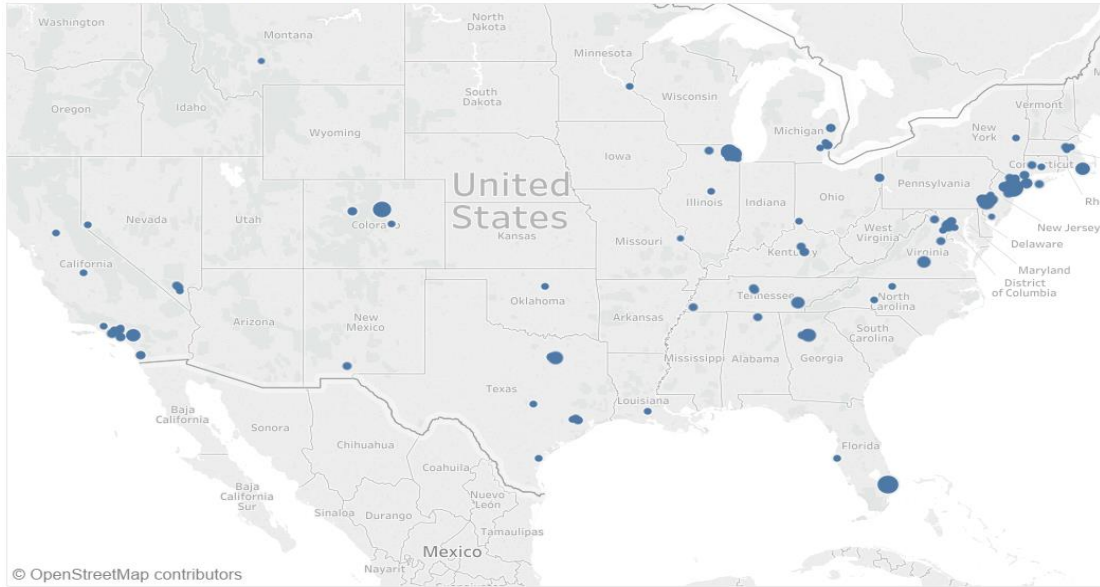 Washington
Montana
North
Dakota
Minnesota
Oregon
Idaho
South
Dakota
Wisconsin
Michigan
Vermont
New
York
Wyoming
Iowa
Connecticut
Rh
Nevada
Utah
United
States
Colorado
Kansas
Illinois
Indiana
Ohio
Pennsylvania
New Jersey
Delaware
Maryland
District
of Columbia
California
Missouri
Kentucky
West
Virginia
Virginia
Arizona
New
Mexico
Oklahoma
Arkansas
Tennessee
North
Carolina
South
Carolina
Texas
Louisiana
Mississippi
Alabama
Georgia
Florida
Baja
California
Sonora
Chihuahua
Coahuila
Baja
California
Sur
Sinaloa
Durango
Nuevo
León
Tamaulipas
Mexico
Nayarit
© OpenStreetMap contributors